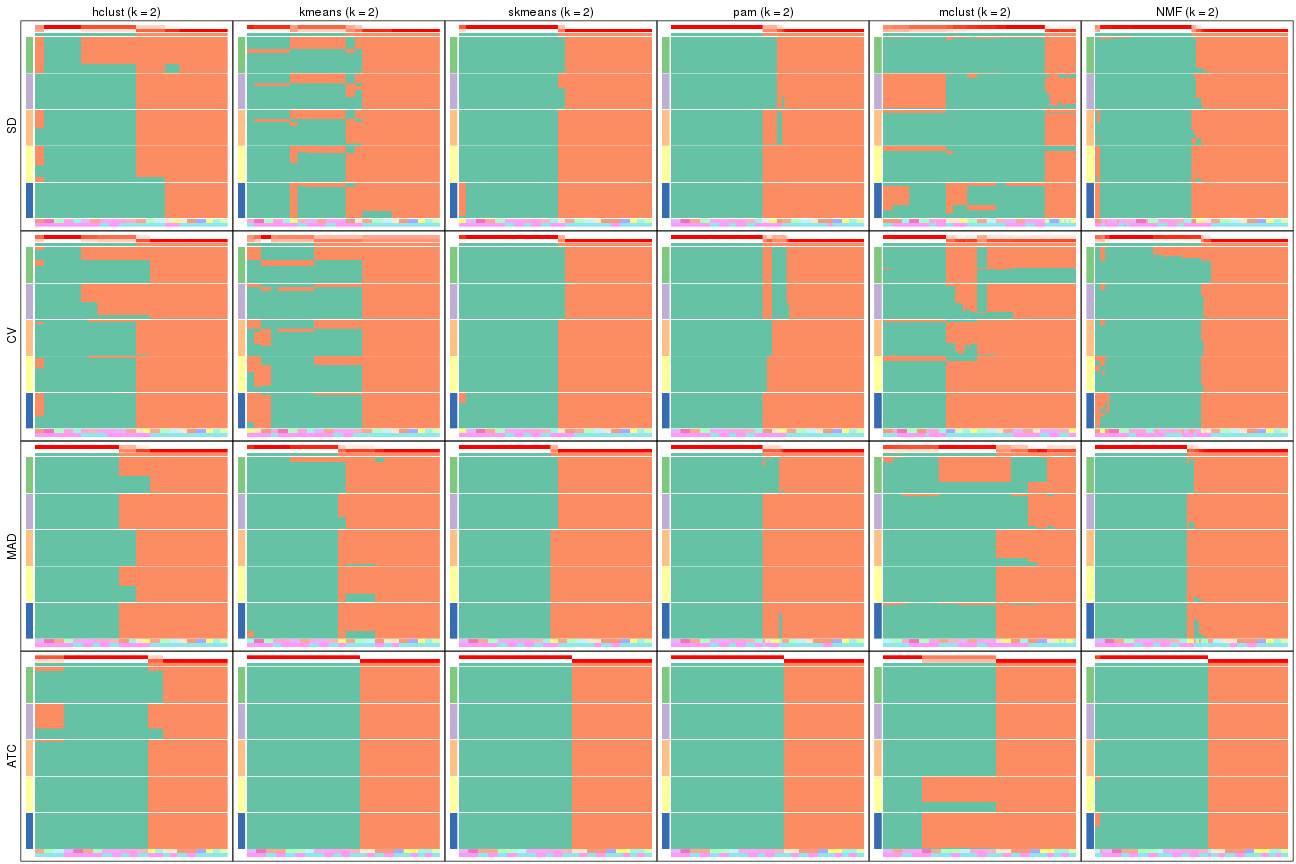 hclust (k = 2) kmeans (k = 2) skmeans (k = 2) pam (k = 2) mclust (k = 2) NMF (k = 2)
SD
CV
MAD
ATC